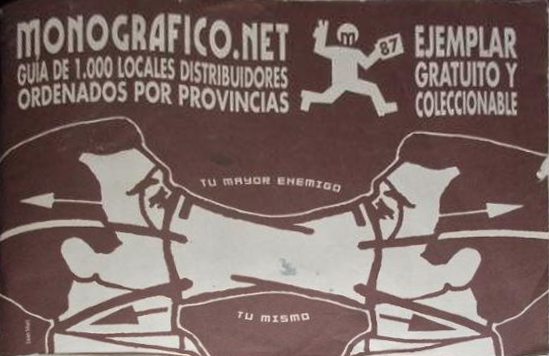 MONOGRAFICO.NET
GUIA DE 1.000 LOCALES DISTRIBUIDORES
ORDENADOS POR PROVINCIAS
M
87
EJEMPLAR
GRATUITO Y
COLECCIONABLE
TU MAYOR ENEMIGO
TU MISMO